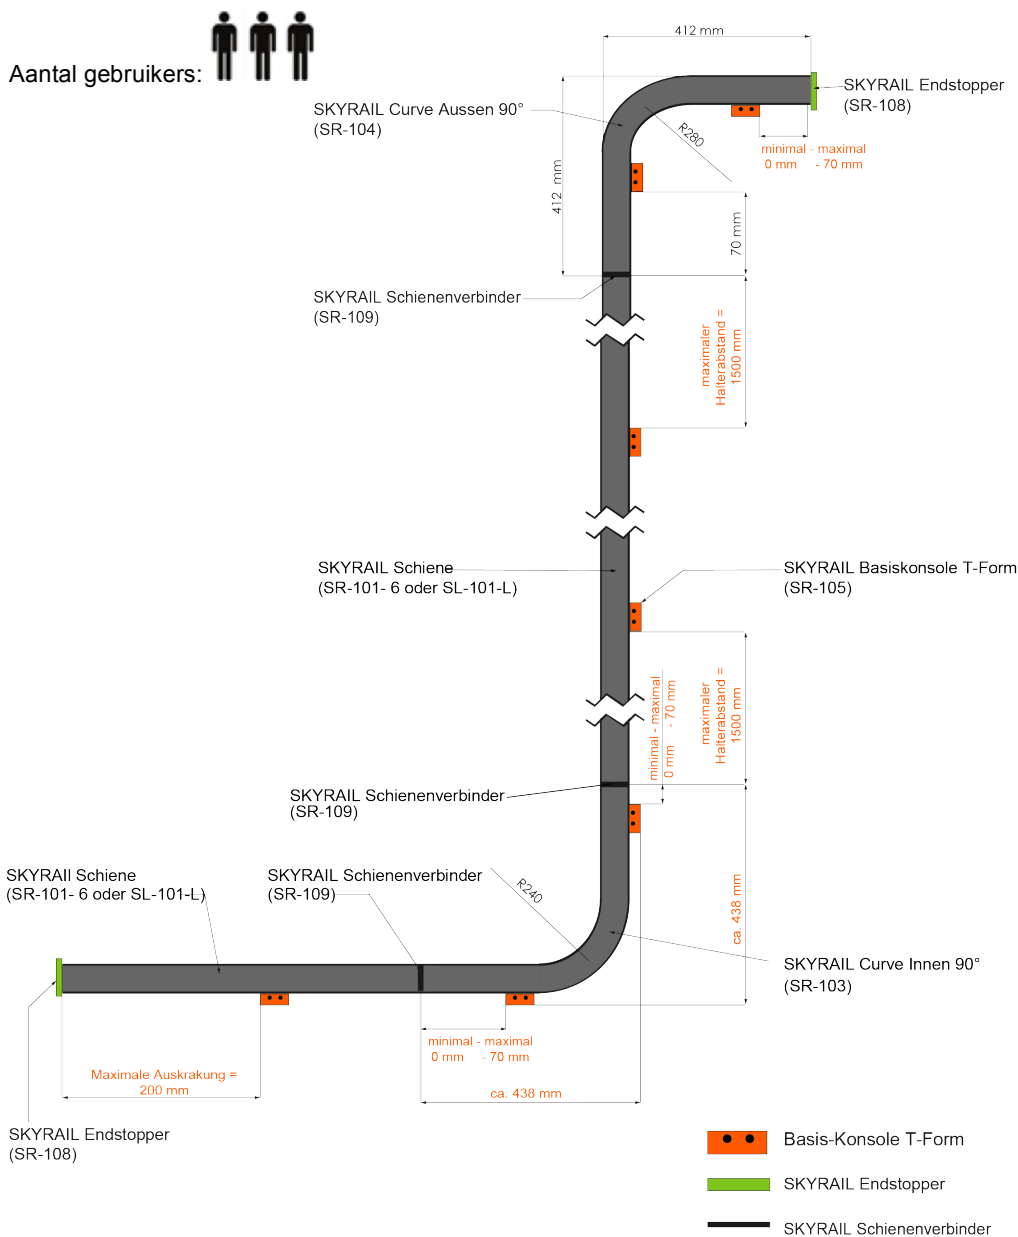 Aantal gebruikers:
412 mm
SKYRAIL Endstopper
(SR-108)
SKYRAIL Curve Aussen 90°
(SR-104)
R280
minimal - maximal
0 mm - 70 mm
412 mm
70 mm
SKYRAIL Schienenverbinder
(SR-109)
maximaler
Halterabstand =
1500 mm
SKYRAIL Schiene
(SR-101- 6 oder SL-101-L)
SKYRAIL Basiskonsole T-Form
(SR-105)
minimal - maximal
0 mm - 70 mm
maximaler
Halterabstand =
1500 mm
SKYRAIL Schienenverbinder
(SR-109)
SKYRAIl Schiene
(SR-101- 6 oder SL-101-L)
SKYRAIL Schienenverbinder
(SR-109)
R240
ca. 438 mm
SKYRAIL Curve Innen 90°
(SR-103)
minimal - maximal
0 mm - 70 mm
Maximale Auskrakung =
200 mm
ca. 438 mm
SKYRAIL Endstopper
(SR-108)
Basis-Konsole T-Form
SKYRAIL Endstopper
SKYRAIL Schienenverbinder